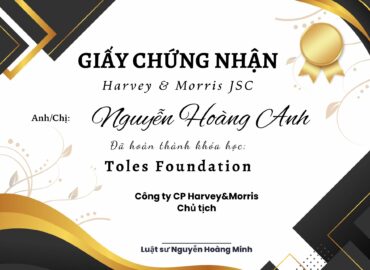 GIẤY CHỨNG NHẬN
Harvey & Morris JSC
Anh/Chị: Nguyễn Hoàng Anh
Đã hoàn thành khóa học:
Toles Foundation
Công ty CP Harvey&Morris
Chủ tịch
Luật sư Nguyễn Hoàng Minh